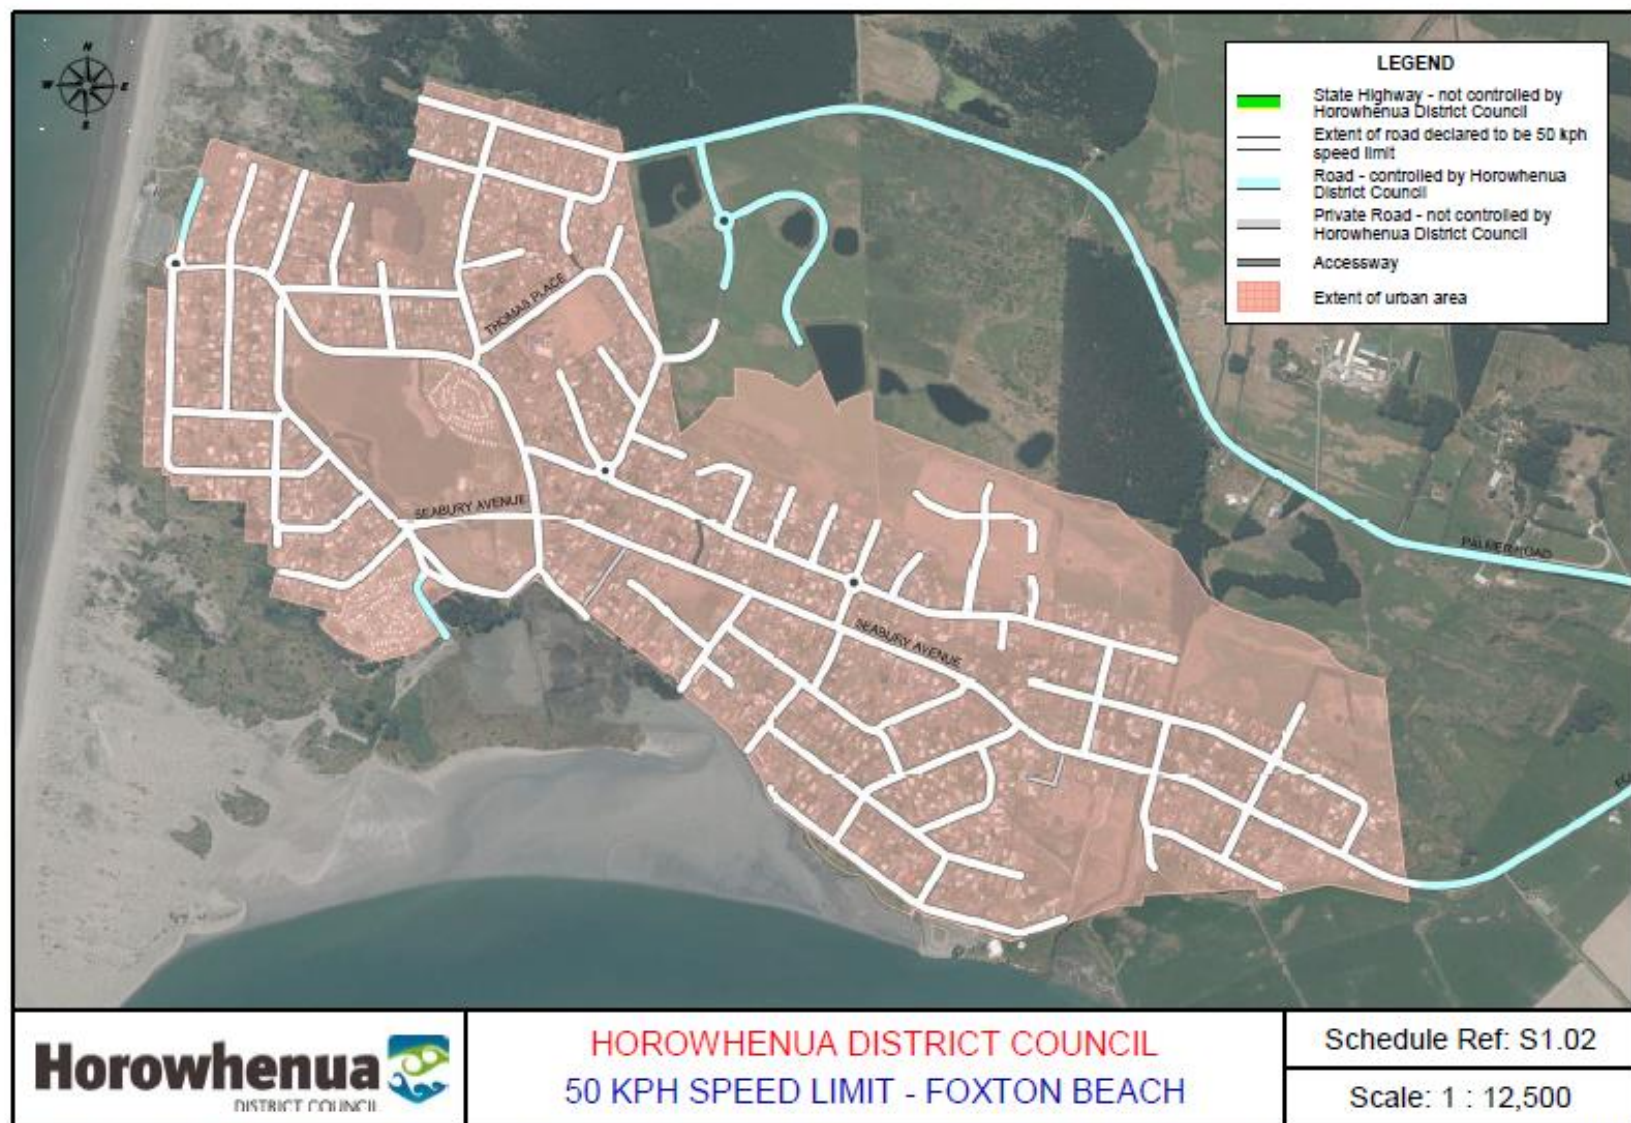 N
W E
S
LEGEND
State Highway - not controlled by
Horowhenua District Council
Extent of road declared to be 50 kph
speed limit
Road - controlled by Horowhenua
District Council
Private Road - not controlled by
Horowhenua District Council
Accessway
Extent of urban area
THOMAS PLACE
SEABURY AVENUE
PALMER ROAD
SEABURY AVENUE
Horowhenua
DISTRICT COUNCIL
HOROWHENUA DISTRICT COUNCIL
50 KPH SPEED LIMIT - FOXTON BEACH
Schedule Ref: S1.02
Scale: 1 : 12,500